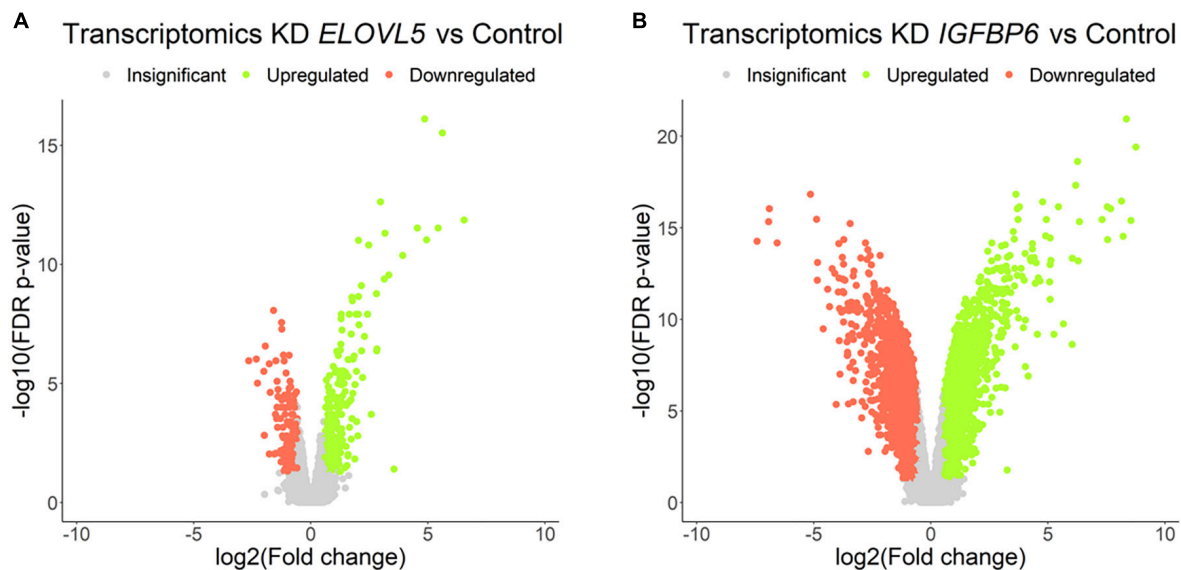 A
Transcriptomics KD ELOVL5 vs Control
Insignificant Upregulated Downregulated
-log10(FDR p-value)
15
10
5
0
-10 -5 0 5 10
log2(Fold change)
B
Transcriptomics KD IGFBP6 vs Control
Insignificant Upregulated Downregulated
-log10(FDR p-value)
20
15
10
5
0
-10 -5 0 5 10
log2(Fold change)